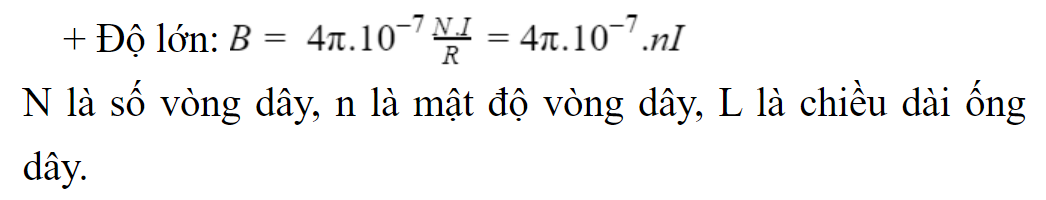 + Độ lớn: B = 4π.10⁻⁷ N.I/R = 4π.10⁻⁷.nI
N là số vòng dây, n là mật độ vòng dây, L là chiều dài ống
dây.